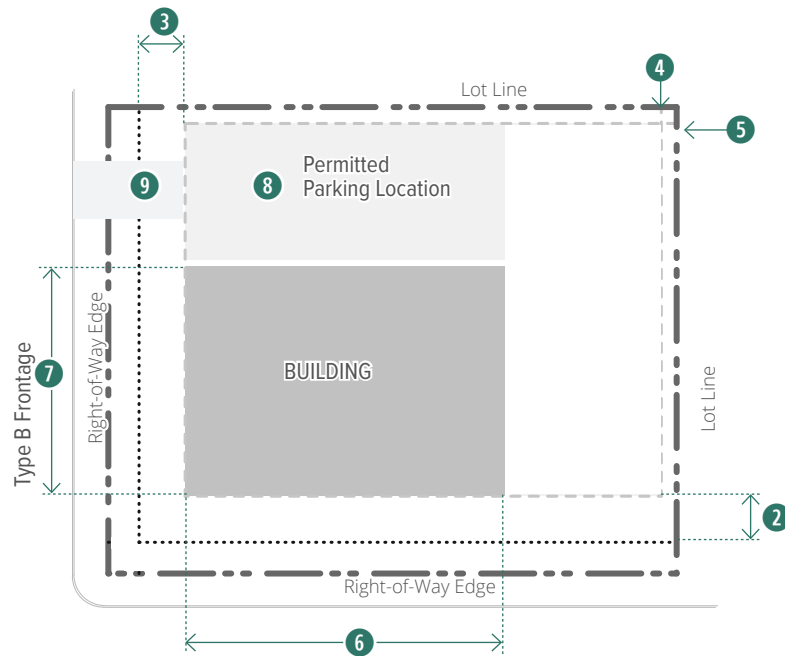 3
4
Lot Line
5
9
8
Permitted
Parking Location
Type B Frontage
7
Right-of-Way Edge
BUILDING
Lot Line
2
Right-of-Way Edge
6